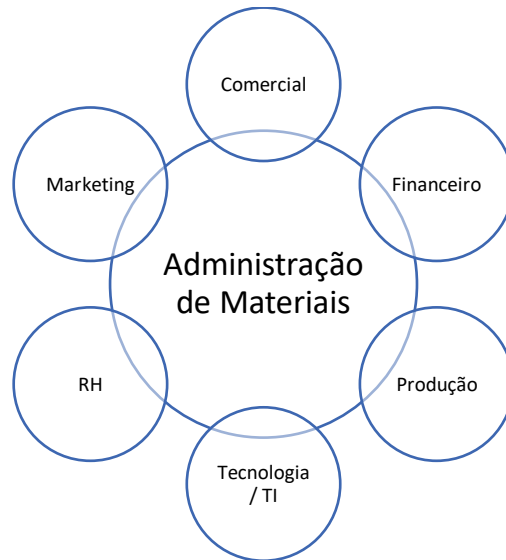 Comercial
Marketing
Financeiro
Administração
de Materiais
RH
Produção
Tecnologia
/ TI